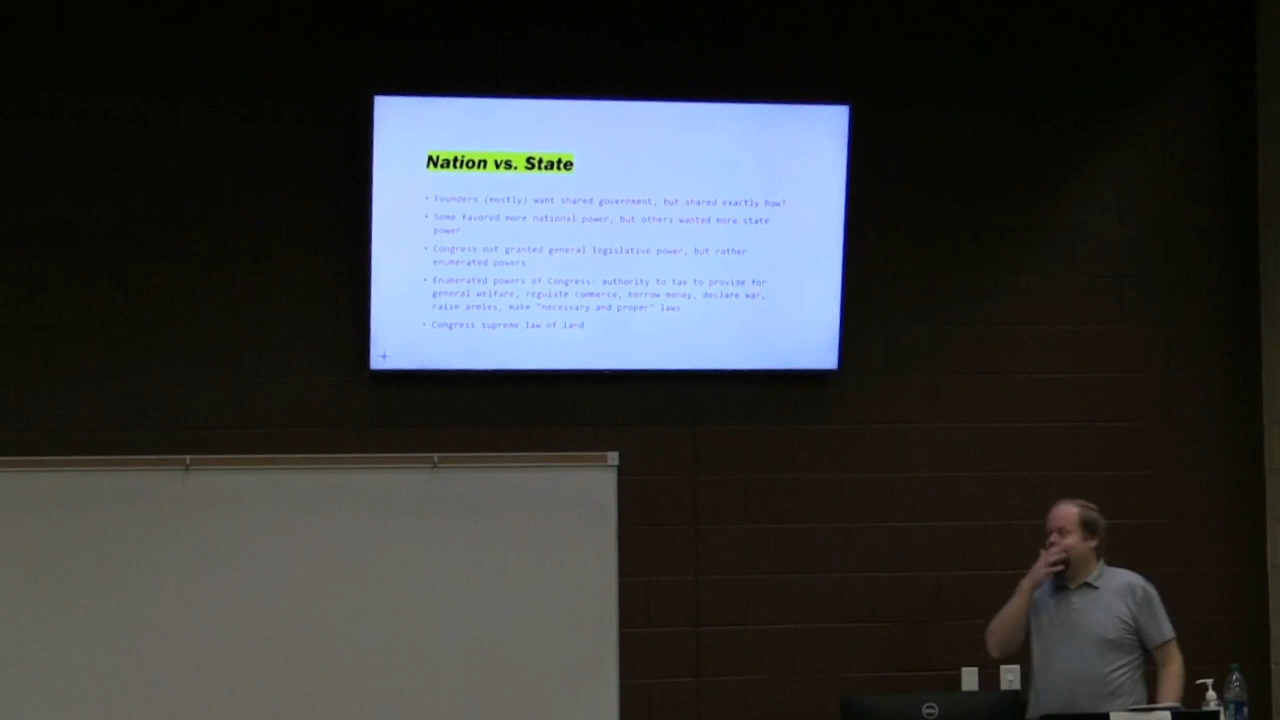 Nation vs. State
• Founders (mostly) want shared government, but shared exactly how?
• Some favored more national power, but others wanted more state
power
• Congress not granted general legislative power, but rather
enumerated powers
• Enumerated powers of Congress: authority to tax to provide for
general welfare, regulate commerce, borrow money, declare war,
raise armies, make "necessary and proper" laws
• Congress supreme law of land
DELL